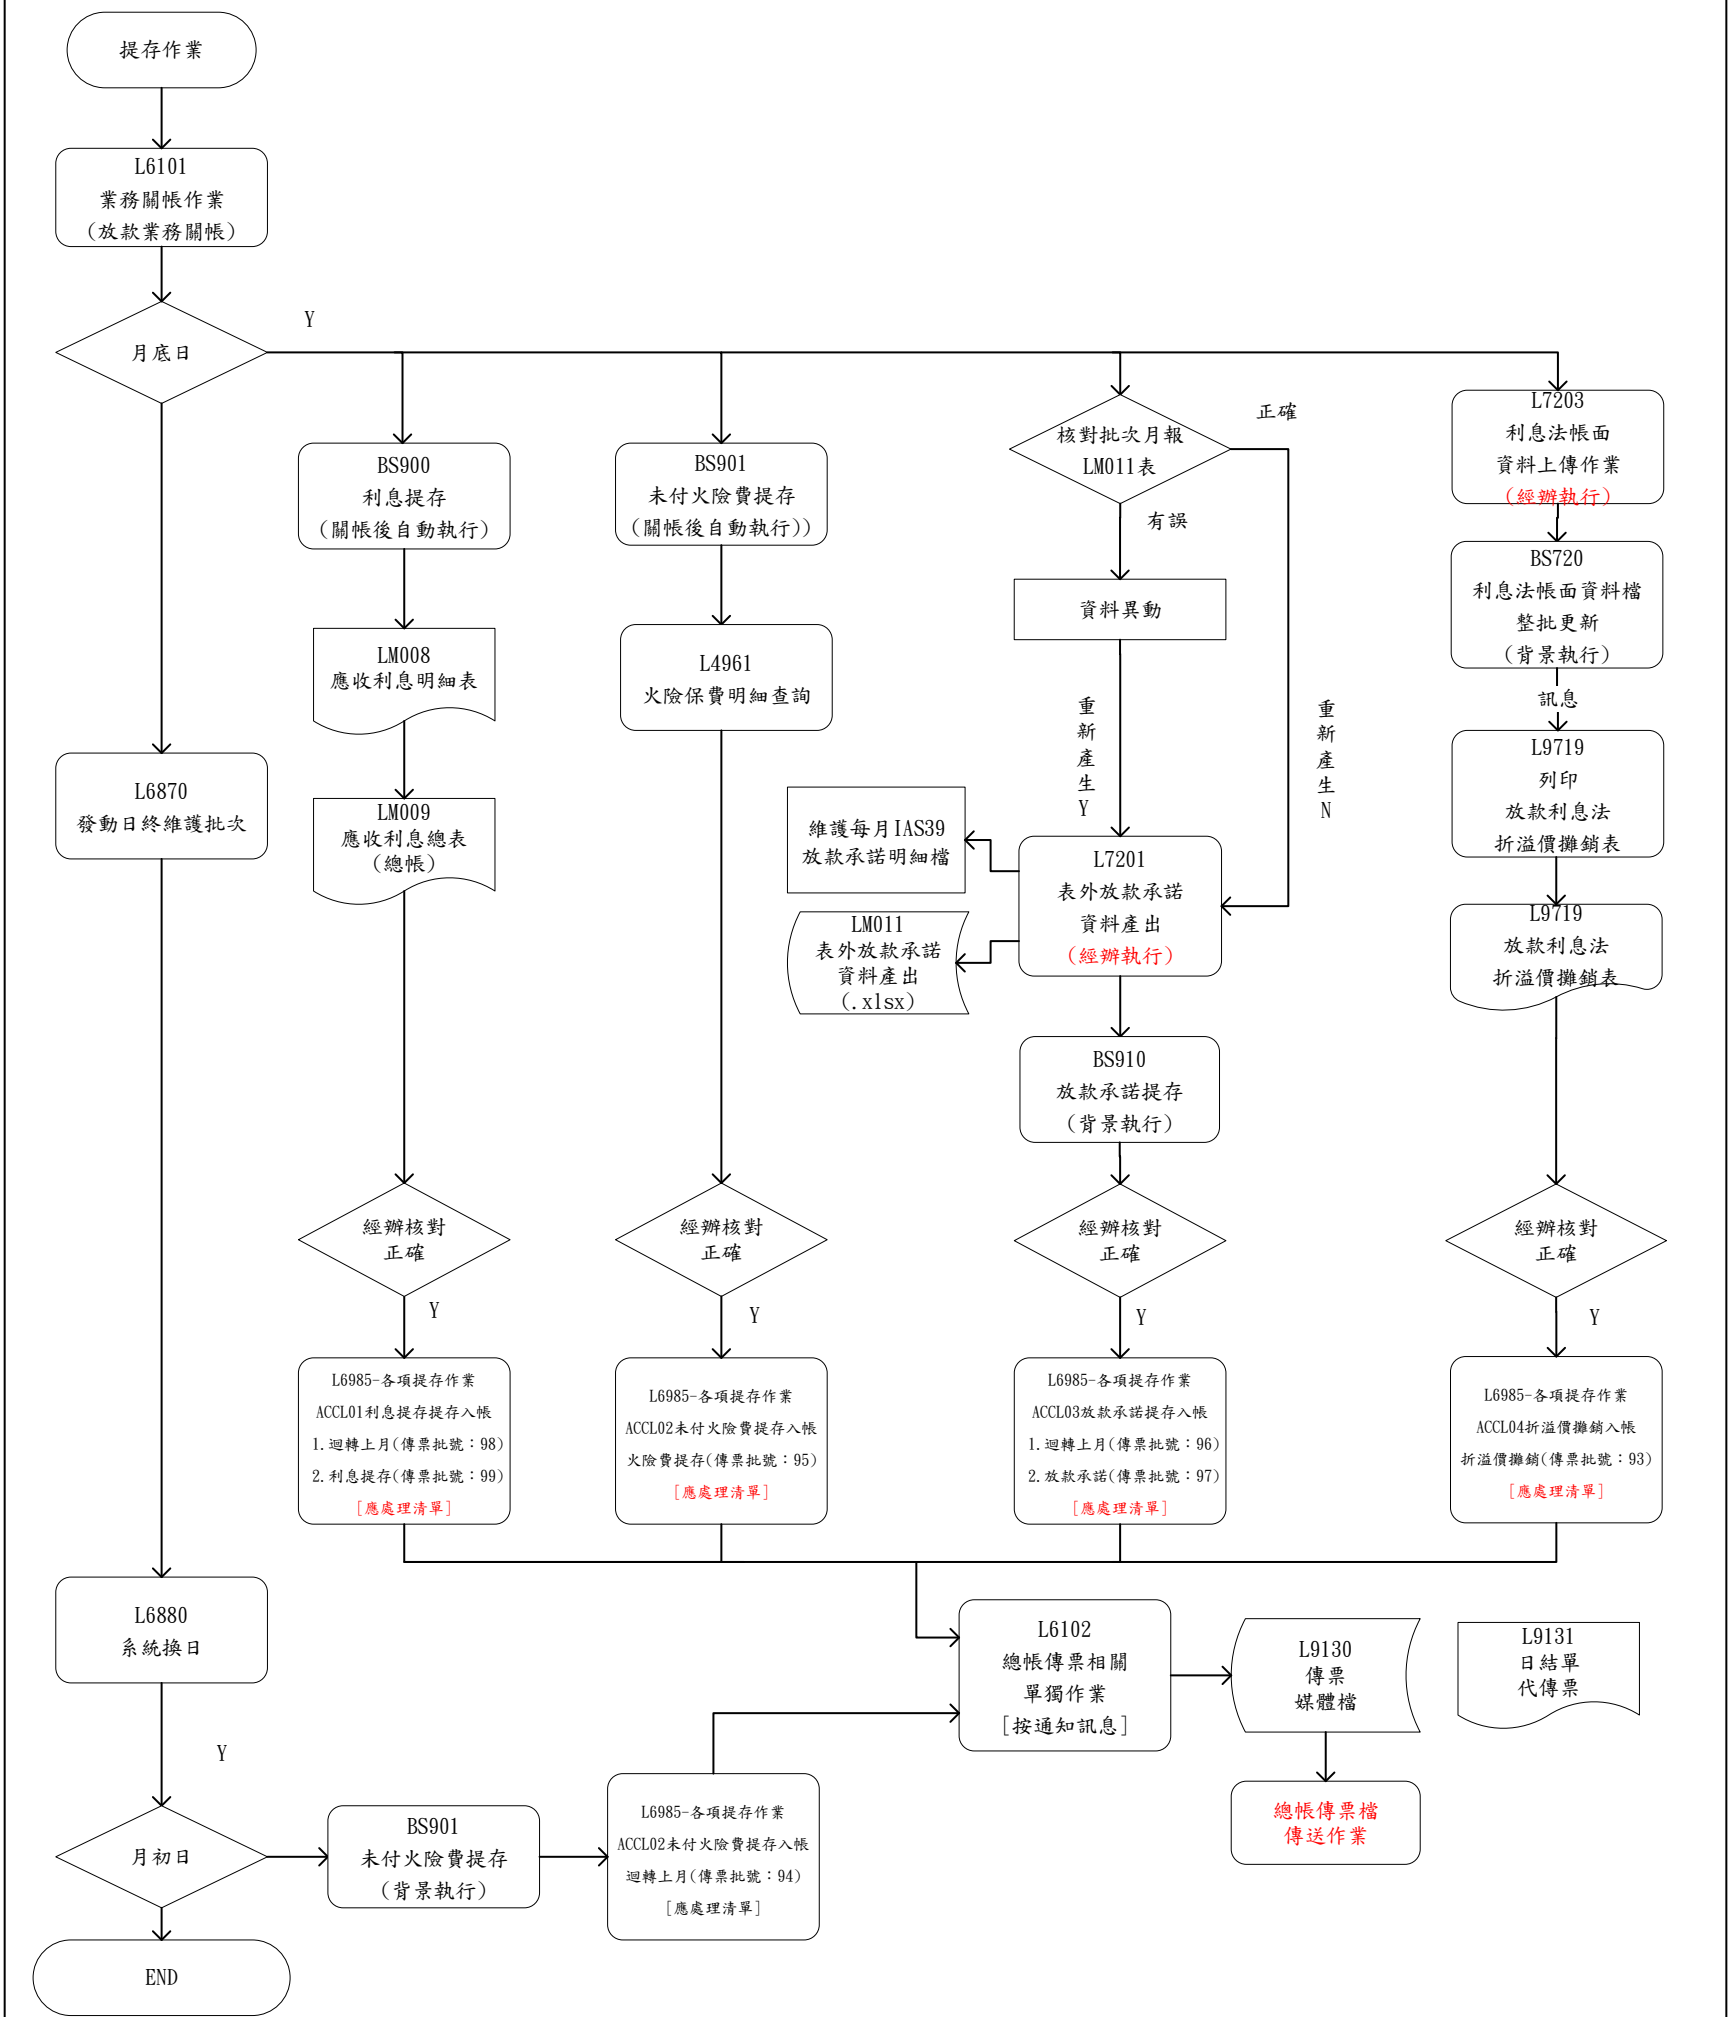 提存作業
L6101
業務關帳作業
(放款業務關帳)
月底日
Y
BS900
利息提存
(關帳後自動執行)
LM008
應收利息明細表
LM009
應收利息總表
(總帳)
經辦核對
正確
Y
L6985-各項提存作業
ACCL01利息提存提存入帳
1.迴轉上月(傳票批號：98)
2.利息提存(傳票批號：99)
[應處理清單]
BS901
未付火險費提存
(關帳後自動執行))
L4961
火險保費明細查詢
經辦核對
正確
Y
L6985-各項提存作業
ACCL02未付火險費提存入帳
火險費提存(傳票批號：95)
[應處理清單]
核對批次月報
LM011表
正確
有誤
資料異動
重新產生Y
重新產生N
維護每月IAS39
放款承諾明細檔
LM011
表外放款承諾
資料產出
(.xlsx)
L7201
表外放款承諾
資料產出
(經辦執行)
BS910
放款承諾提存
(背景執行)
經辦核對
正確
Y
L6985-各項提存作業
ACCL03放款承諾提存入帳
1.迴轉上月(傳票批號：96)
2.放款承諾(傳票批號：97)
[應處理清單]
L7203
利息法帳面
資料上傳作業
(經辦執行)
BS720
利息法帳面資料檔
整批更新
(背景執行)
訊息
L9719
列印
放款利息法
折溢價攤銷表
L9719
放款利息法
折溢價攤銷表
經辦核對
正確
Y
L6985-各項提存作業
ACCL04折溢價攤銷入帳
折溢價攤銷(傳票批號：93)
[應處理清單]
L6870
發動日終維護批次
L6880
系統換日
Y
月初日
END
BS901
未付火險費提存
(背景執行)
L6985-各項提存作業
ACCL02未付火險費提存入帳
迴轉上月(傳票批號：94)
[應處理清單]
L6102
總帳傳票相關
單獨作業
[按通知訊息]
L9130
傳票
媒體檔
L9131
日結單
代傳票
總帳傳票檔
傳送作業